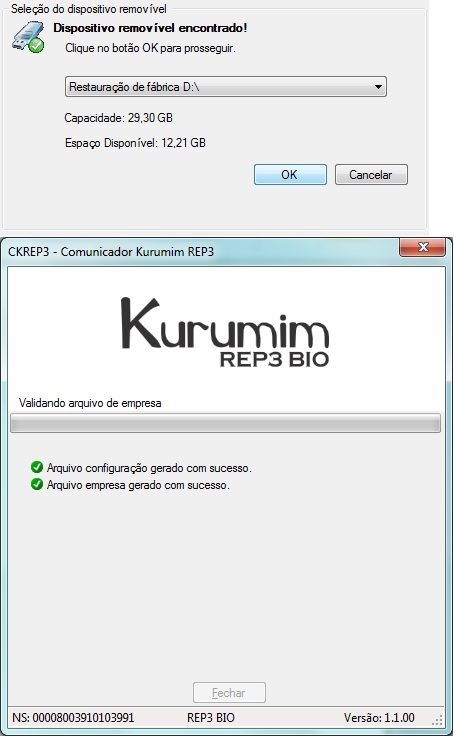 Seleção do dispositivo removível
Dispositivo removível encontrado!
Clique no botão OK para prosseguir.
Restauração de fábrica D:\
Capacidade: 29,30 GB
Espaço Disponível: 12,21 GB
OK Cancelar
CKREP3 - Comunicador Kurumim REP3
Kurumim
REP3 BIO
Validando arquivo de empresa
Arquivo configuração gerado com sucesso.
Arquivo empresa gerado com sucesso.
Fechar
NS: 00008003910103991 REP3 BIO Versão: 1.1.00